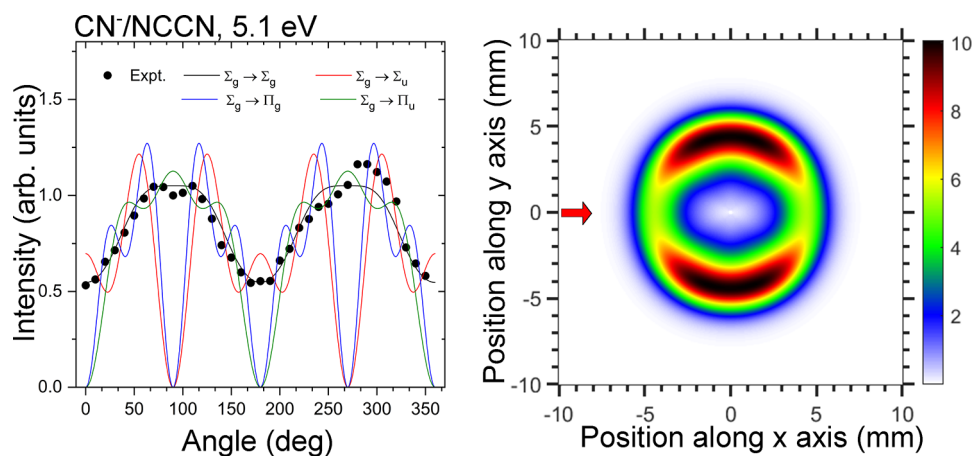 CN⁻/NCCN, 5.1 eV
Expt.
Σg → Σg
Σg → Σu
Σg → Πg
Σg → Πu
1.5
1.0
0.5
0.0
Intensity (arb. units)
0 50 100 150 200 250 300 350
Angle (deg)
10
5
0
-5
-10
Position along y axis (mm)
-10 -5 0 5 10
Position along x axis (mm)
10
8
6
4
2